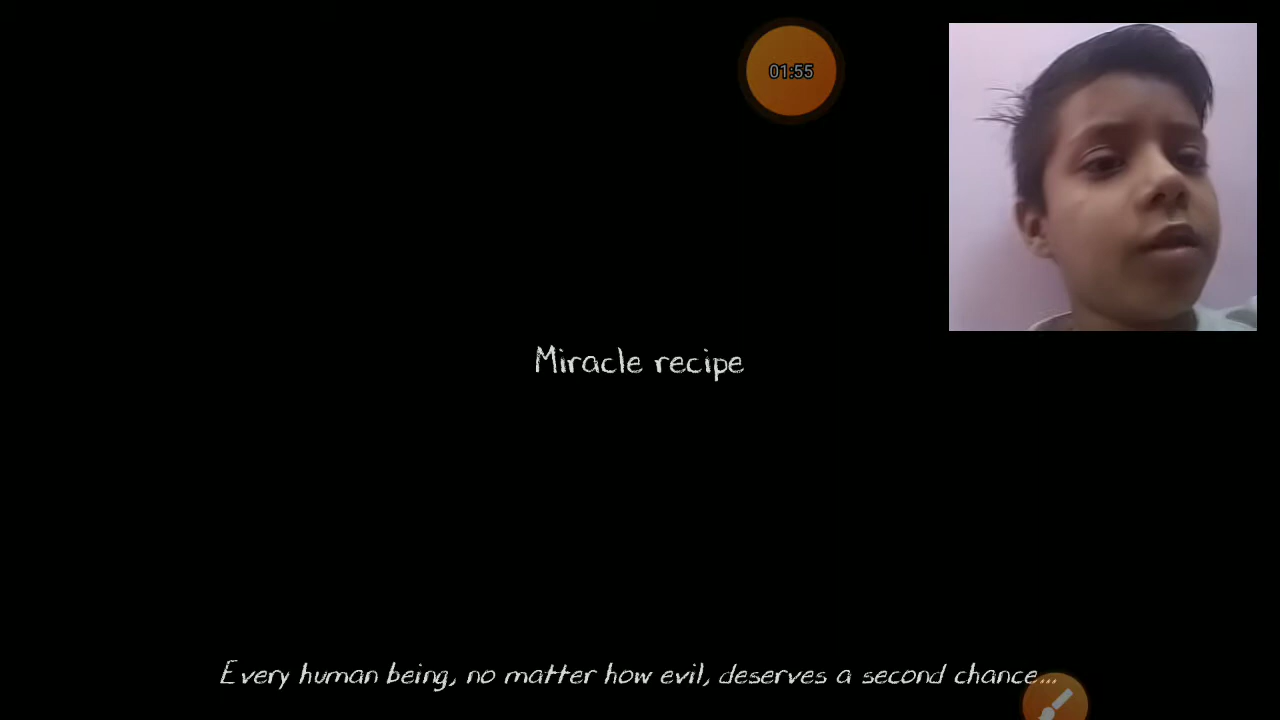 01:55
Miracle recipe
Every human being, no matter how evil, deserves a second chance...